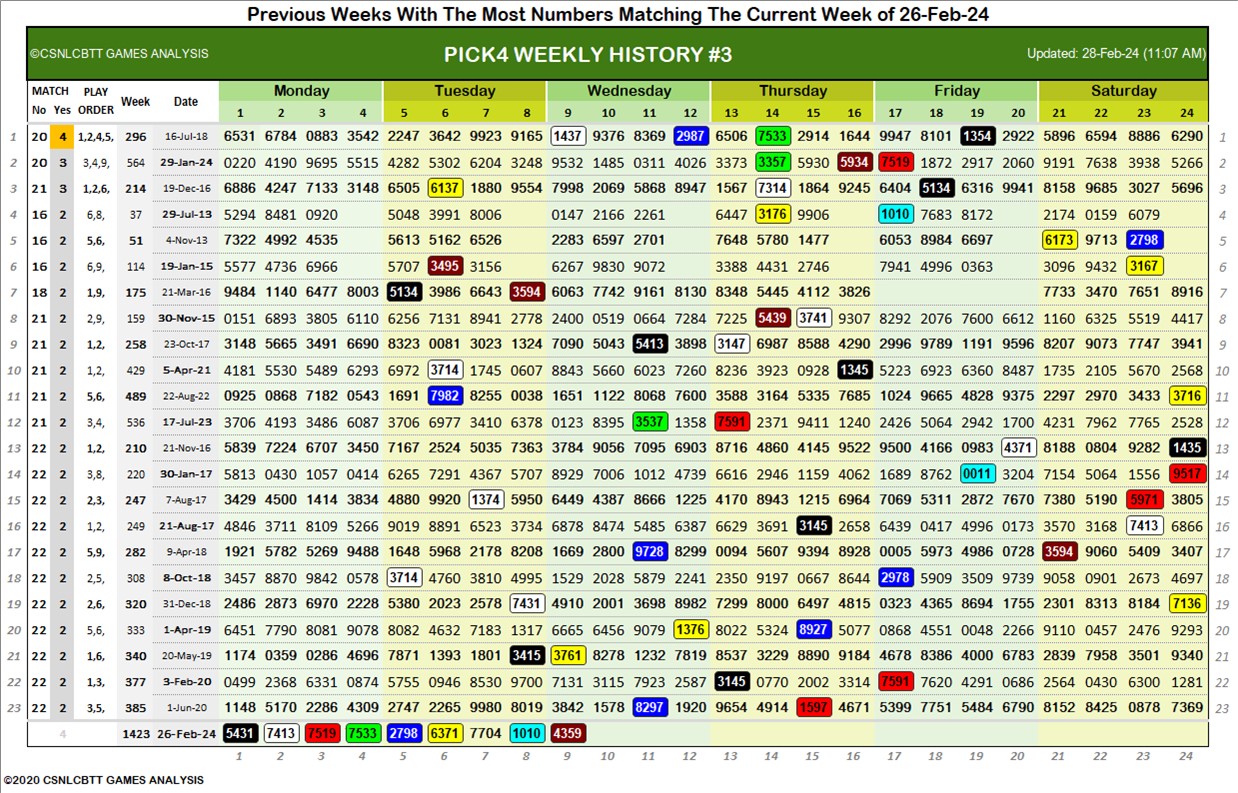 Previous Weeks With The Most Numbers Matching The Current Week of 26-Feb-24
©CSNLCBTT GAMES ANALYSIS PICK4 WEEKLY HISTORY #3 Updated: 28-Feb-24 (11:07 AM)
MATCH PLAY Week Date Monday Tuesday Wednesday Thursday Friday Saturday
No Yes ORDER 1 2 3 4 5 6 7 8 9 10 11 12 13 14 15 16 17 18 19 20 21 22 23 24
1 20 4 1,2,4,5, 296 16-Jul-18 6531 6784 0883 3542 2247 3642 9923 9165 1437 9376 8369 2987 6506 7533 2914 1644 9947 8101 1354 2922 5896 6594 8886 6290 1
2 20 3 3,4,9, 564 29-Jan-24 0220 4190 9695 5515 4282 5302 6204 3248 9532 1485 0311 4026 3373 3357 5930 5934 7519 1872 2917 2060 9191 7638 3938 5266 2
3 21 3 1,2,6, 214 19-Dec-16 6886 4247 7133 3148 6505 6137 1880 9554 7998 2069 5868 8947 1567 7314 1864 9245 6404 5134 6316 9941 8158 9685 3027 5696 3
4 16 2 6,8, 37 29-Jul-13 5294 8481 0920 5048 3991 8006 0147 2166 2261 6447 3176 9906 1010 7683 8172 2174 0159 6079 4
5 16 2 5,6, 51 4-Nov-13 7322 4992 4535 5613 5162 6526 2283 6597 2701 7648 5780 1477 6053 8984 6697 6173 9713 2798 5
6 16 2 6,9, 114 19-Jan-15 5577 4736 6966 5707 3495 3156 6267 9830 9072 3388 4431 2746 7941 4996 0363 3096 9432 3167 6
7 18 2 1,9, 175 21-Mar-16 9484 1140 6477 8003 5134 3986 6643 3594 6063 7742 9161 8130 8348 5445 4112 3826 7733 3470 7651 8916 7
8 21 2 2,9, 159 30-Nov-15 0151 6893 3805 6110 6256 7131 8941 2778 2400 0519 0664 7284 7225 5439 3741 9307 8292 2076 7600 6612 1160 6325 5519 4417 8
9 21 2 1,2, 258 23-Oct-17 3148 5665 3491 6690 8323 0081 3023 1324 7090 5043 5413 3898 3147 6987 8588 4290 2996 9789 1191 9596 8207 9073 7747 3941 9
10 21 2 1,2, 429 5-Apr-21 4181 5530 5489 6293 6972 3714 1745 0607 8843 5660 6023 7260 8236 3923 0928 1345 5223 6923 6360 8487 1735 2105 5670 2568 10
11 21 2 5,6, 489 22-Aug-22 0925 0868 7182 0543 1691 7982 8255 0038 1651 1122 8068 7600 3588 3164 5335 7685 1024 9665 4828 9375 2297 2970 3433 3716 11
12 21 2 3,4, 536 17-Jul-23 3706 4193 3486 6087 3706 6977 3410 6378 0123 8395 3537 1358 7591 2371 9411 1240 2426 5064 2942 1700 4231 7962 7765 2528 12
13 22 2 1,2, 210 21-Nov-16 5839 7224 6707 3450 7167 2524 5035 7363 3784 9056 7095 6903 8716 4860 4145 9522 9500 4166 0983 4371 8188 0804 9232 1435 13
14 22 2 3,8, 220 30-Jan-17 5813 0430 1057 0414 6265 7291 4367 5707 8929 7006 1012 4739 6616 2946 1159 4062 1689 8762 0011 3204 7154 5064 1556 9517 14
15 22 2 2,3, 247 7-Aug-17 3429 4500 1414 3834 4880 9920 1374 5950 6449 4387 8666 1225 4170 8943 1215 6964 7069 5311 2872 7670 7380 5190 5971 3805 15
16 22 2 1,2, 249 21-Aug-17 4846 3711 8109 5266 9019 8891 6523 3734 6878 8474 5485 6387 6629 3691 3145 2658 6439 0417 4996 0173 3570 3168 7413 6866 16
17 22 2 5,9, 282 9-Apr-18 1921 5782 5269 9488 1648 5968 2178 8208 1669 2800 9728 8299 0094 5607 9394 8928 0005 5973 4986 0728 3594 9060 5409 3407 17
18 22 2 2,5, 308 8-Oct-18 3457 8870 9842 0578 3714 4760 3810 4995 1529 2028 5879 2241 2350 9197 0667 8644 2978 5909 3509 9739 9058 0901 2673 4697 18
19 22 2 2,6, 320 31-Dec-18 2486 2873 6970 2228 5380 2023 2578 7431 4910 2001 3698 8982 7299 8000 6497 4815 0323 4365 8694 1755 2301 8313 8184 7136 19
20 22 2 5,6, 333 1-Apr-19 6451 7790 8081 9078 8082 4632 7183 1317 6665 6456 9079 1376 8022 5324 8927 5077 0868 4551 0048 2266 9110 0457 2476 9293 20
21 22 2 1,6, 340 20-May-19 1174 0359 0286 4696 7871 1393 1801 3415 3761 8278 1232 7819 8537 3229 8890 9184 4678 8386 4000 6783 2839 7958 3501 9340 21
22 22 2 1,3, 377 3-Feb-20 0499 2368 6331 0874 5755 0946 8530 9700 7131 3115 7923 2587 3145 0770 2002 3314 7591 7620 4291 0686 2564 0430 6300 1281 22
23 22 2 3,5, 385 1-Jun-20 1148 5170 2286 4309 2747 2265 9980 8019 3842 1578 8297 1920 9654 4914 1597 4671 5399 7751 5484 6790 8152 8425 0878 7369 23
4 1423 26-Feb-24 5431 7413 7519 7533 2798 6371 7704 1010 4359
1 2 3 4 5 6 7 8 9 10 11 12 13 14 15 16 17 18 19 20 21 22 23 24
©2020 CSNLCBTT GAMES ANALYSIS